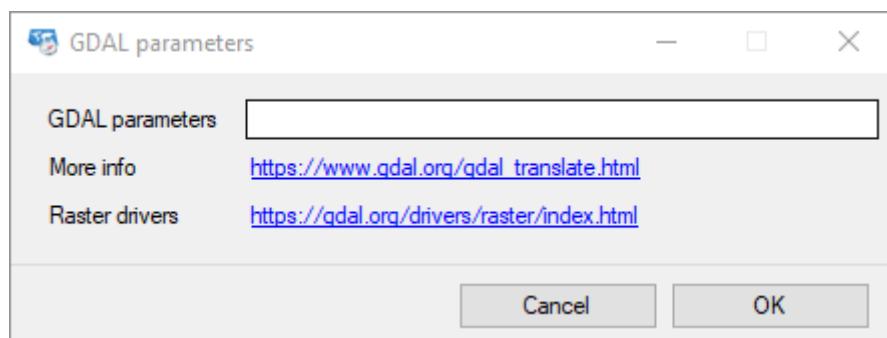 GDAL parameters
GDAL parameters
More info https://www.gdal.org/gdal_translate.html
Raster drivers https://gdal.org/drivers/raster/index.html
Cancel OK